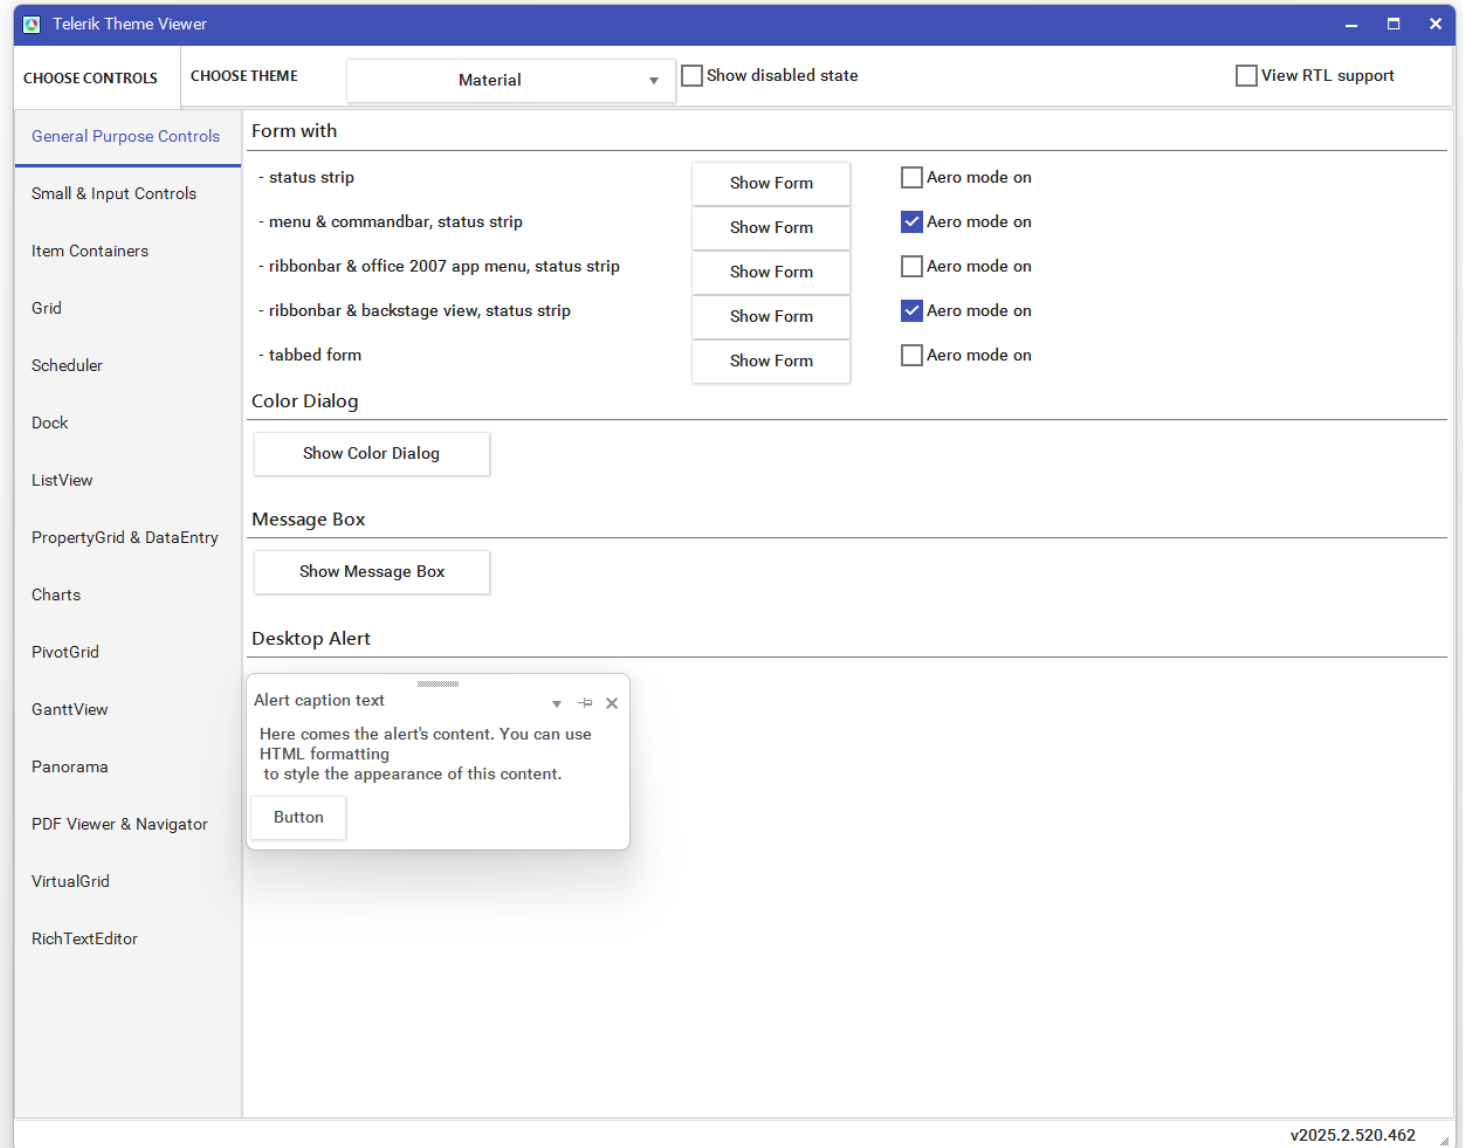 Telerik Theme Viewer
CHOOSE CONTROLS
CHOOSE THEME
Material
Show disabled state
View RTL support
General Purpose Controls
Small & Input Controls
Item Containers
Grid
Scheduler
Dock
ListView
PropertyGrid & DataEntry
Charts
PivotGrid
GanttView
Panorama
PDF Viewer & Navigator
VirtualGrid
RichTextEditor
Form with
- status strip
Show Form
Aero mode on
- menu & commandbar, status strip
Show Form
Aero mode on
- ribbonbar & office 2007 app menu, status strip
Show Form
Aero mode on
- ribbonbar & backstage view, status strip
Show Form
Aero mode on
- tabbed form
Show Form
Aero mode on
Color Dialog
Show Color Dialog
Message Box
Show Message Box
Desktop Alert
Alert caption text
Here comes the alert's content. You can use
HTML formatting
to style the appearance of this content.
Button
v2025.2.520.462